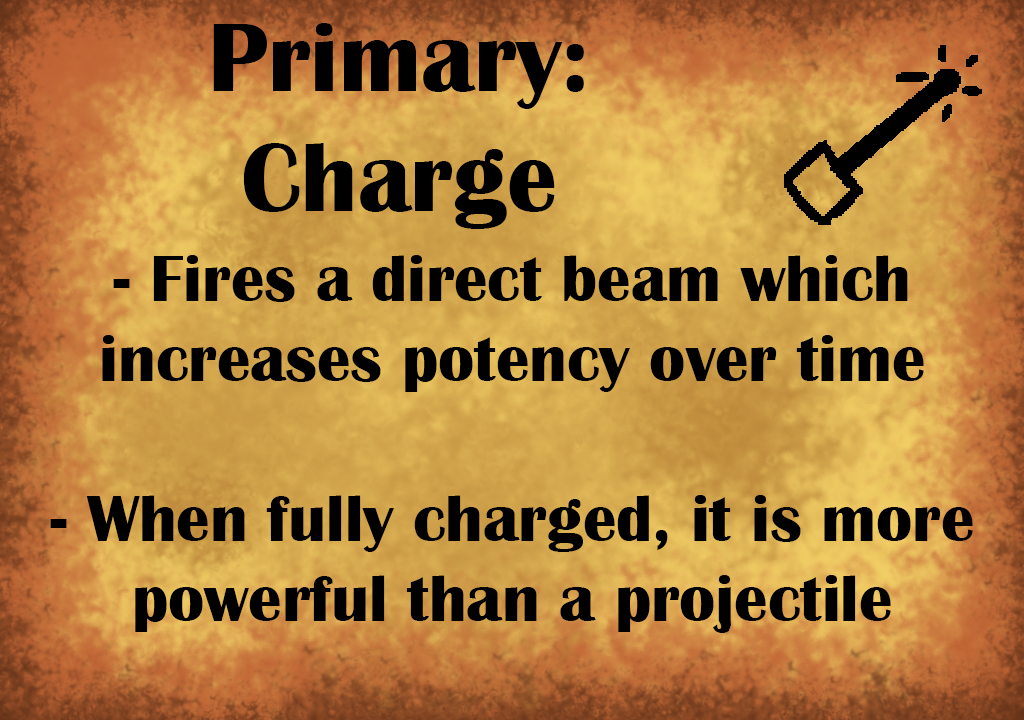 Primary:
Charge
- Fires a direct beam which
increases potency over time
- When fully charged, it is more
powerful than a projectile